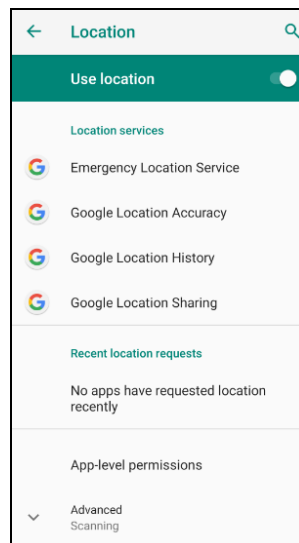 Location
Use location
Location services
Emergency Location Service
Google Location Accuracy
Google Location History
Google Location Sharing
Recent location requests
No apps have requested location
recently
App-level permissions
Advanced
Scanning